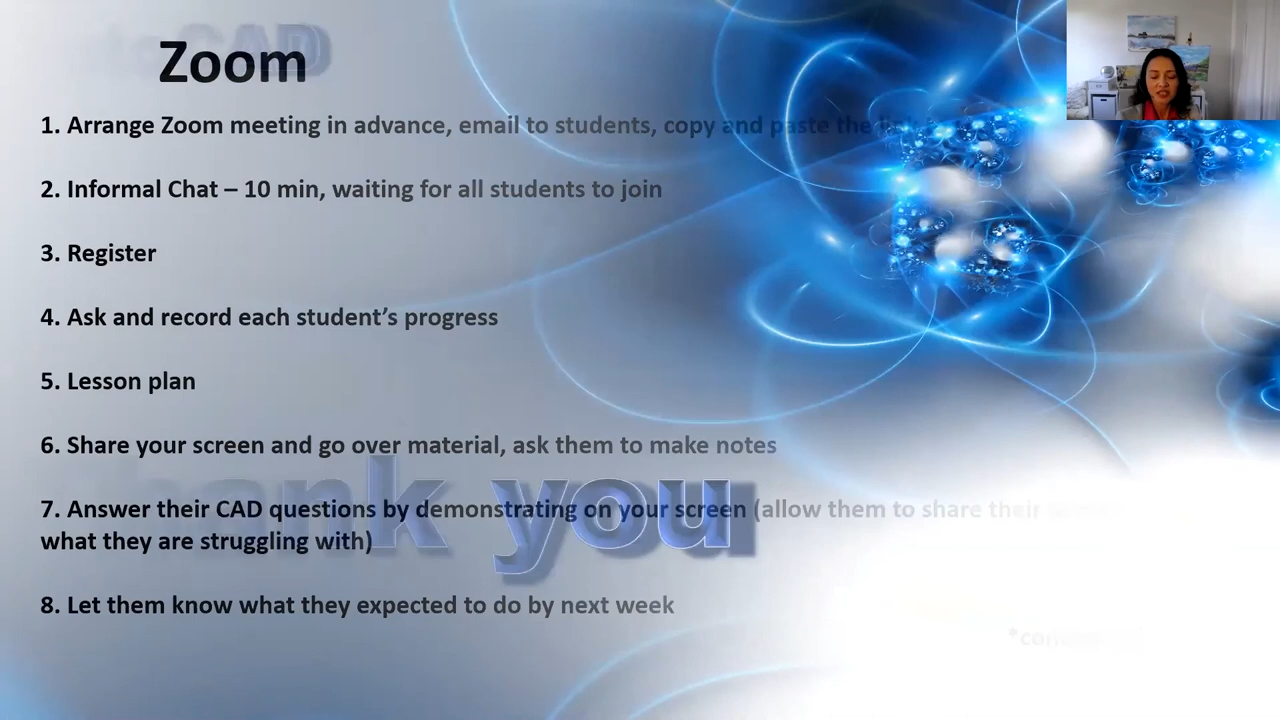 CAD
Zoom
1. Arrange Zoom meeting in advance, email to students, copy and paste the link
2. Informal Chat – 10 min, waiting for all students to join
3. Register
4. Ask and record each student’s progress
5. Lesson plan
6. Share your screen and go over material, ask them to make notes
thank you
7. Answer their CAD questions by demonstrating on your screen (allow them to share their
what they are struggling with)
8. Let them know what they expected to do by next week